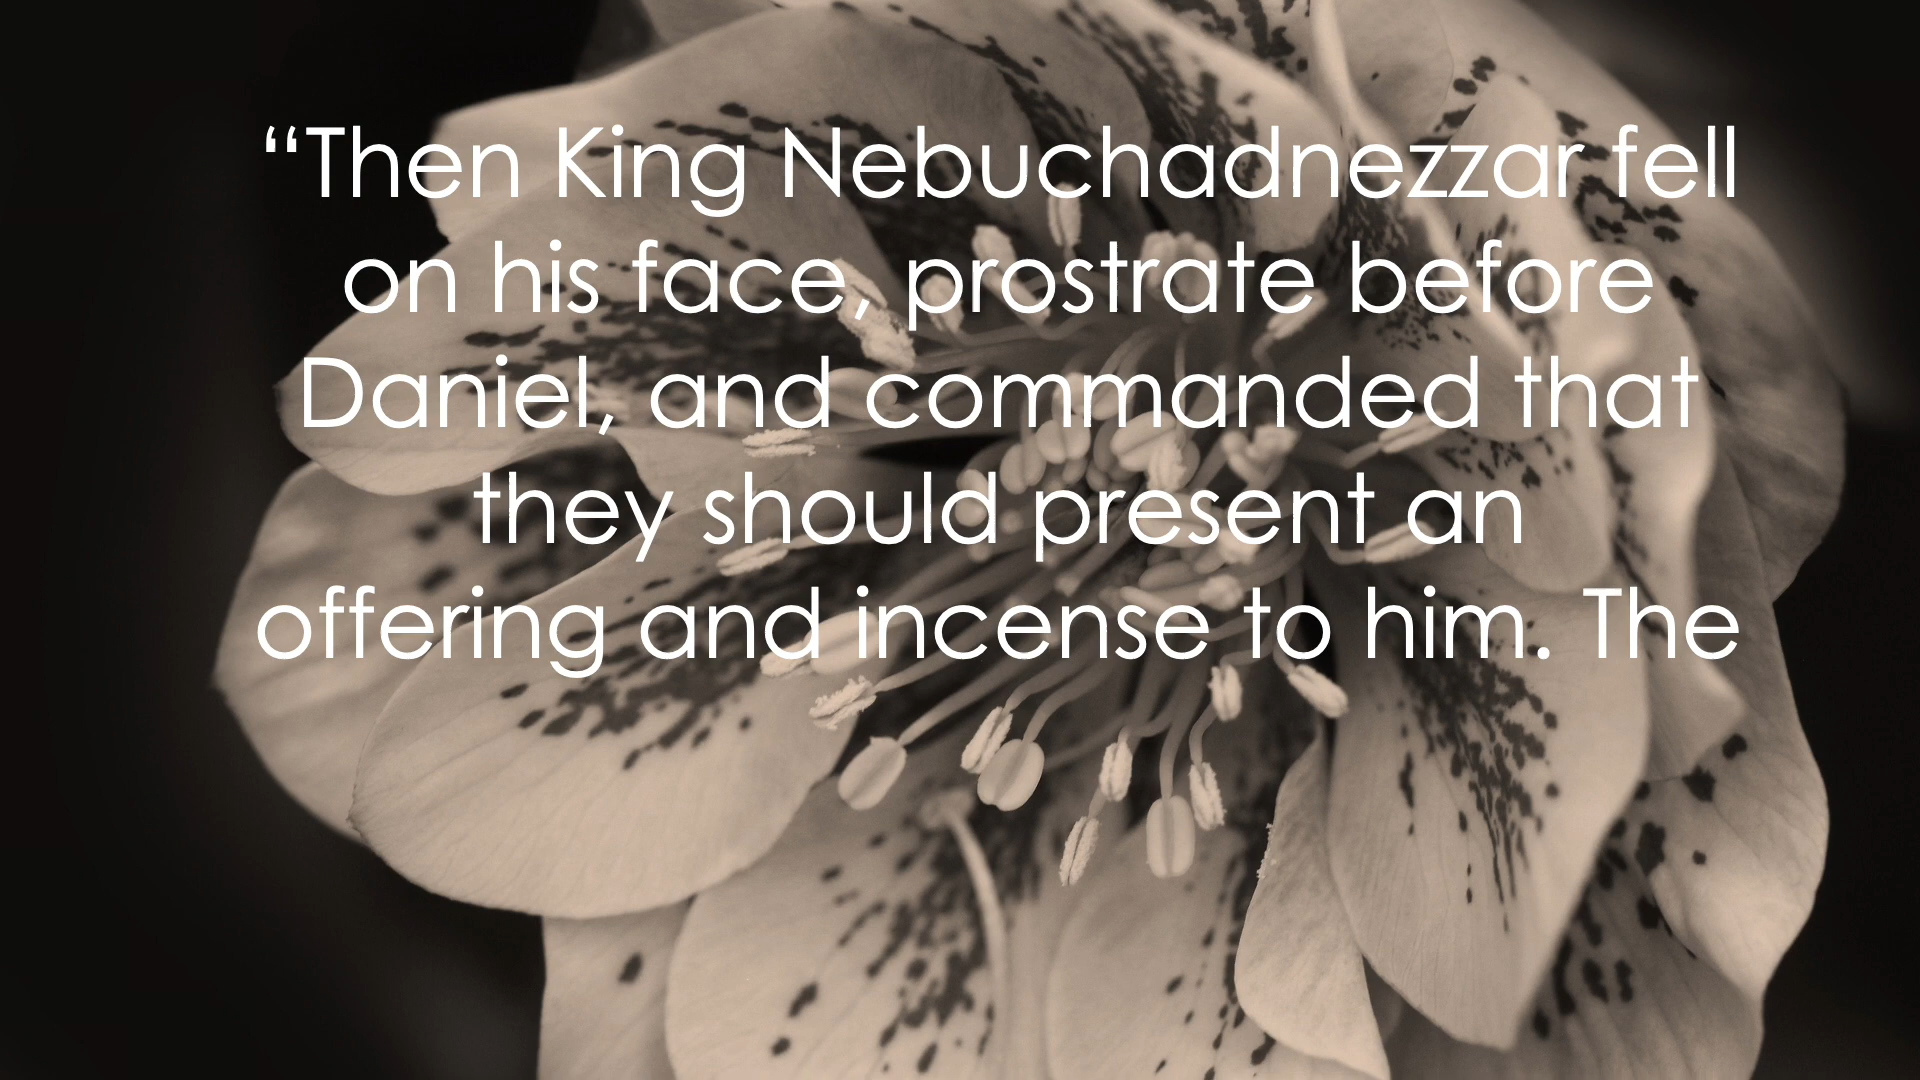 “Then King Nebuchadnezzar fell
on his face, prostrate before
Daniel, and commanded that
they should present an
offering and incense to him. The